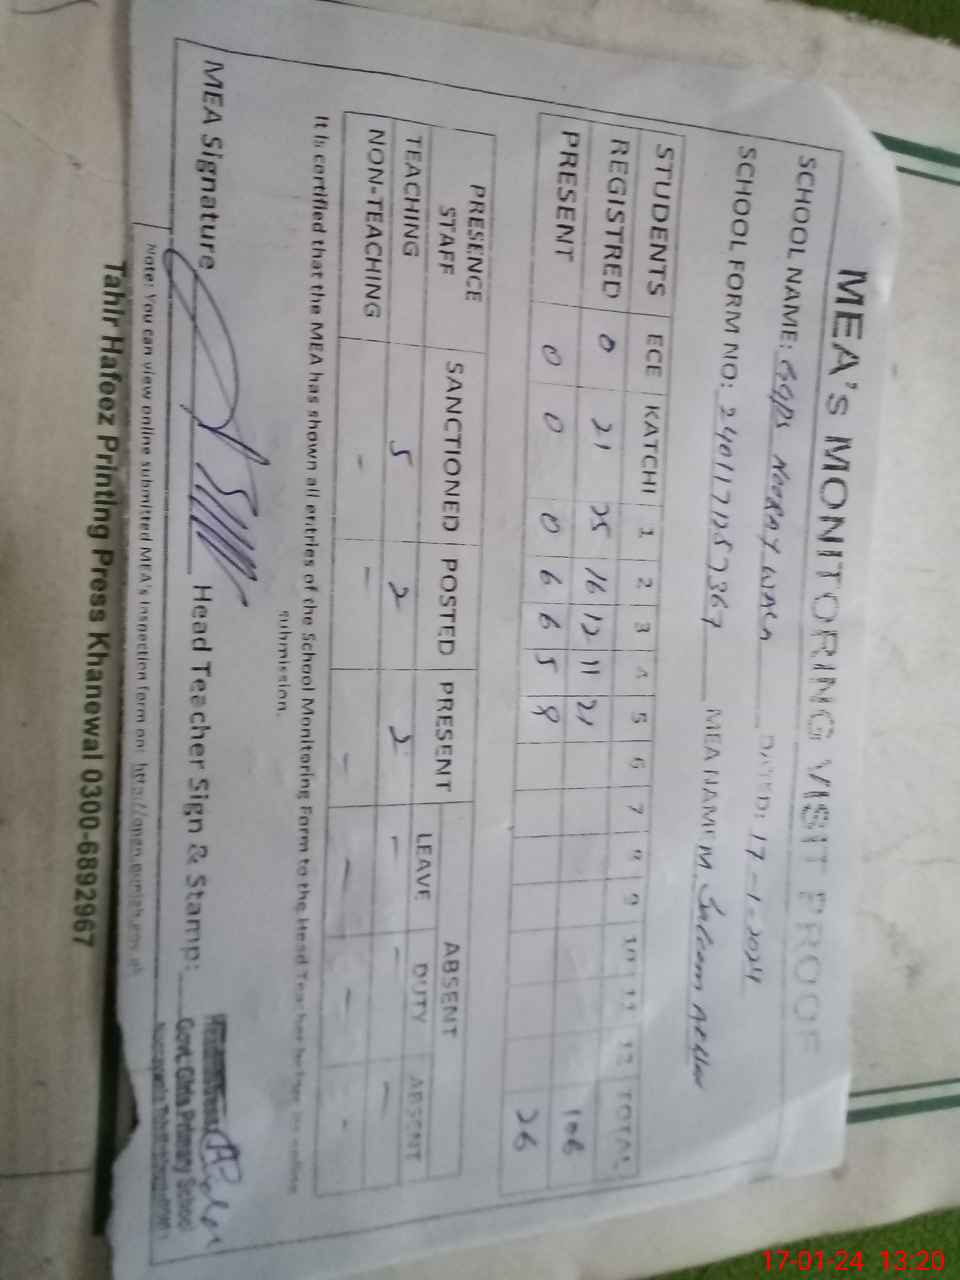 MEA's MONITORING VISIT PROOF
SCHOOL NAME: GGPS DATED: 17-1-2024
SCHOOL FORM NO: MEA NAME M.
STUDENTS ECE KATCHI 1 2 3 4 5 6 7 8 9 10 11 12 TOTAL
REGISTRED 0 21 25 16 12 11 21 106
PRESENT 0 0 0 6 6 5 8 26
PRESENCE STAFF SANCTIONED POSTED PRESENT ABSENT
LEAVE DUTY ABSENT
TEACHING 5 2 2 - - -
NON-TEACHING - - - - - -
It is certified that the MEA has shown all entries of the School Monitoring Form to the Head Teacher before online
submission.
MEA Signature Head Teacher Sign & Stamp:
Govt. Girls Primary School
Note: You can view online submitted MEA's Inspection form on: http://open.punjab.gov.pk
Tahir Hafeez Printing Press Khanewal 0300-6892967
17-01-24 13:20